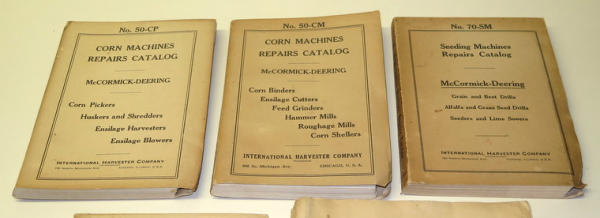 No. 50-CP
CORN MACHINES
REPAIRS CATALOG
McCORMICK-DEERING
Corn Pickers
Huskers and Shredders
Ensilage Harvesters
Ensilage Blowers
INTERNATIONAL HARVESTER COMPANY
No. 50-CM
CORN MACHINES
REPAIRS CATALOG
McCORMICK-DEERING
Corn Binders
Ensilage Cutters
Feed Grinders
Hammer Mills
Roughage Mills
Corn Shellers
INTERNATIONAL HARVESTER COMPANY
CHICAGO, U. S. A.
No. 70-SM
Seeding Machines
Repairs Catalog
McCormick-Deering
Grain and Beet Drills
Alfalfa and Grass Seed Drills
Seeders and Lime Sowers
INTERNATIONAL HARVESTER COMPANY